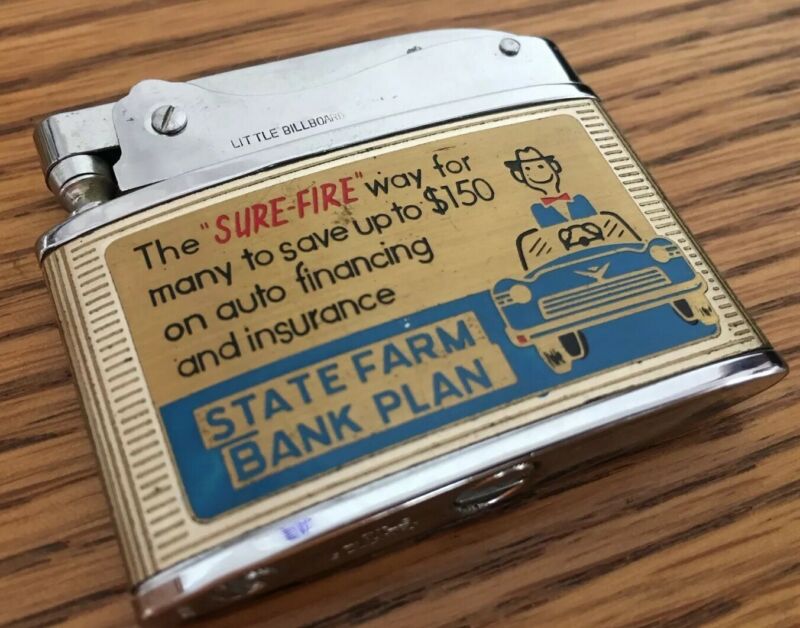 LITTLE BILLBOARD
The "SURE-FIRE" way for
many to save up to $150
on auto financing
and insurance
STATE FARM
BANK PLAN